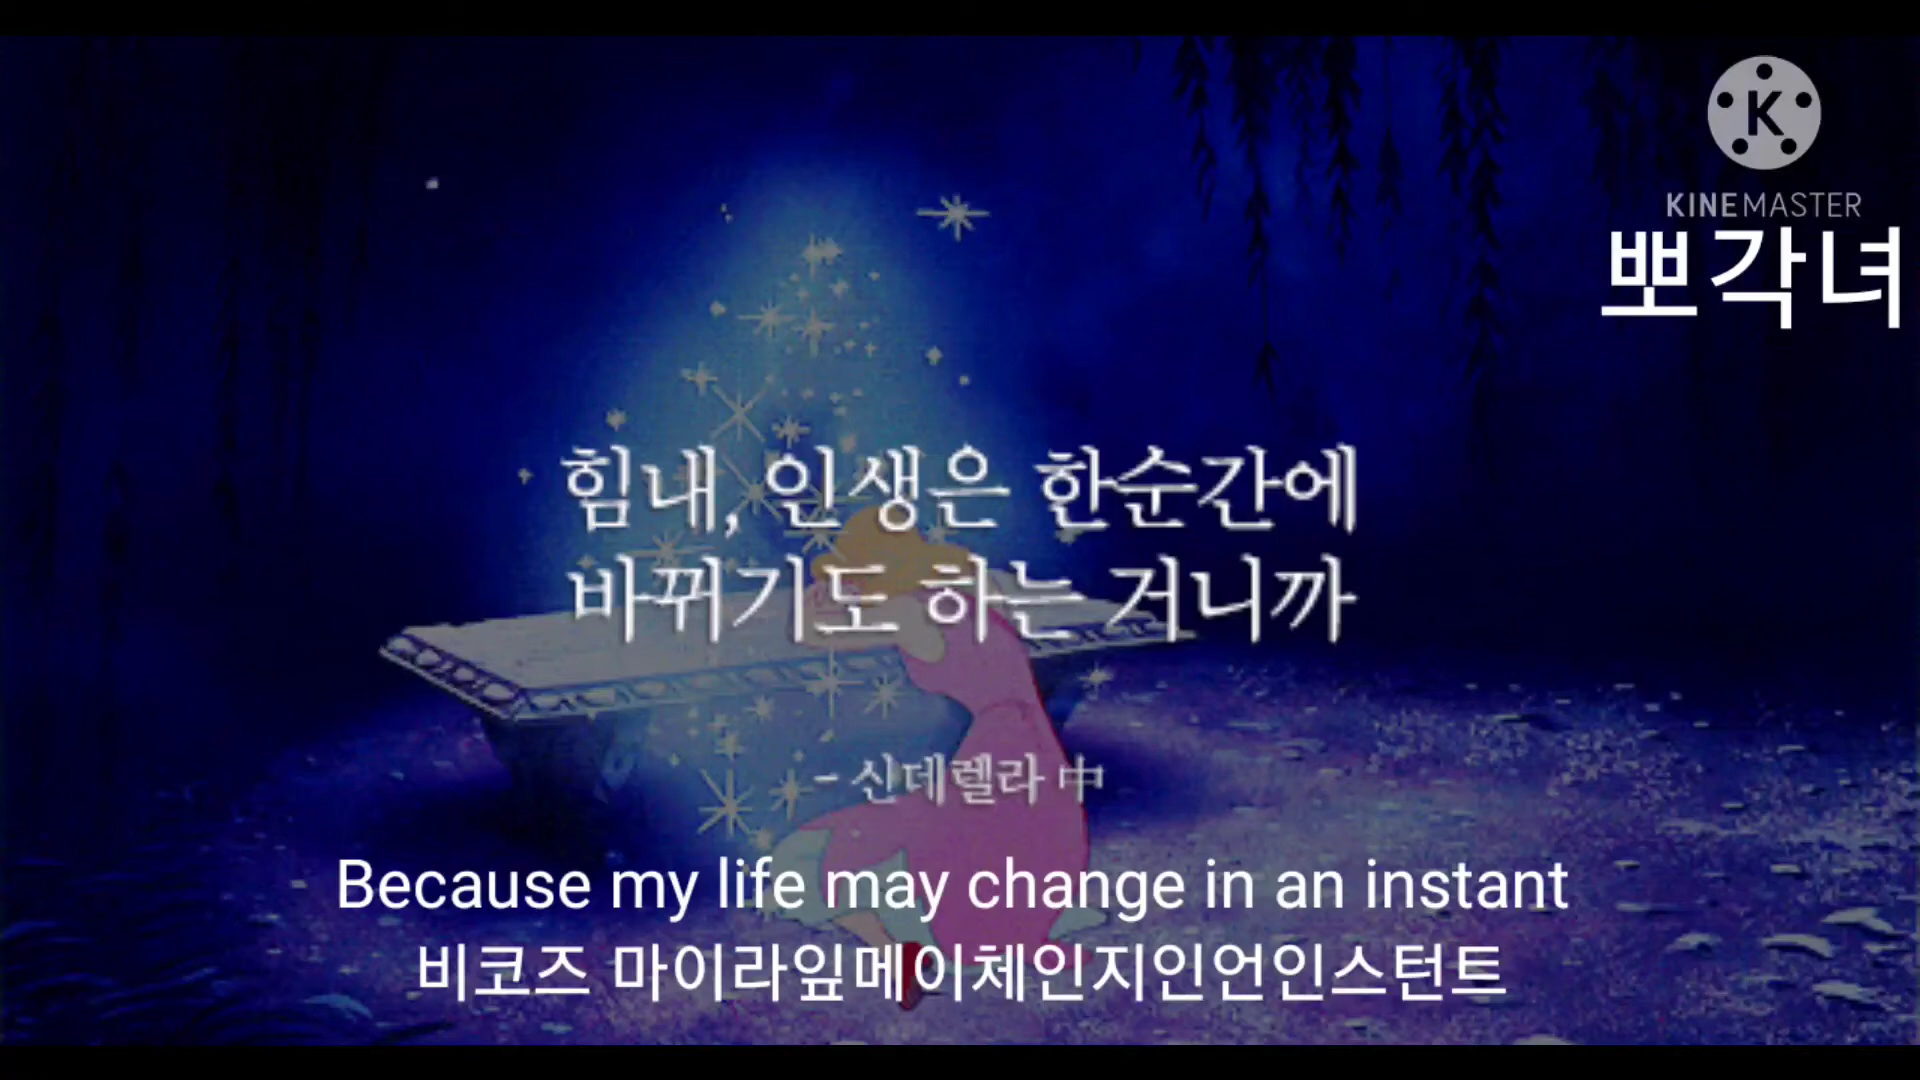 K
KINEMASTER
뽀각녀
힘내, 인생은 한순간에
바뀌기도 하는 거니까
- 신데렐라 中
Because my life may change in an instant
비코즈 마이라잎메이체인지인언인스턴트